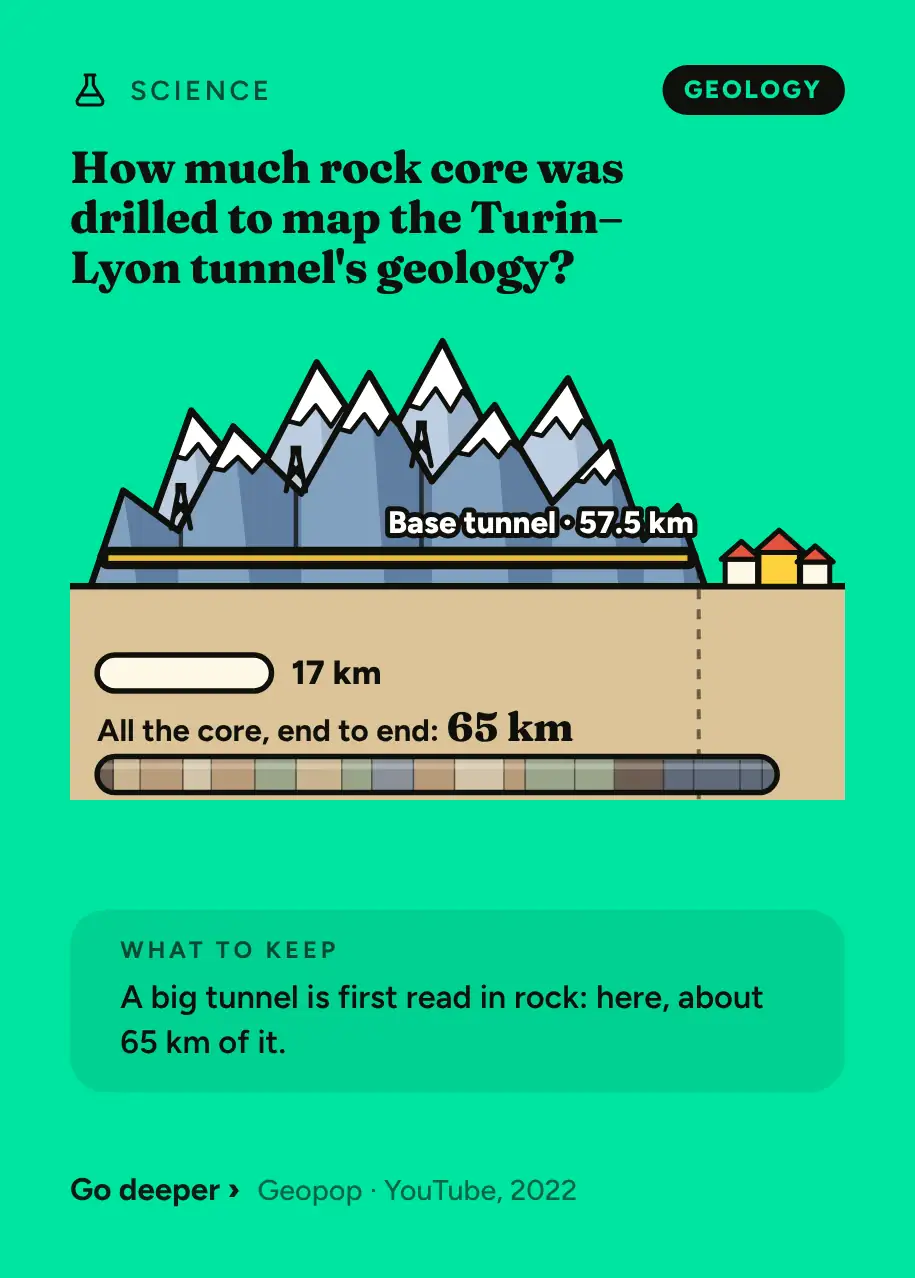 SCIENCE
GEOLOGY
How much rock core was
drilled to map the Turin–
Lyon tunnel's geology?
Base tunnel • 57.5 km
17 km
All the core, end to end: 65 km
WHAT TO KEEP
A big tunnel is first read in rock: here, about
65 km of it.
Go deeper › Geopop · YouTube, 2022